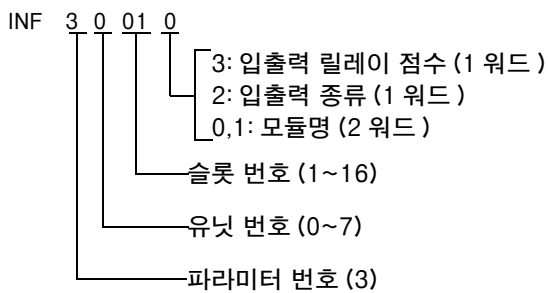 INF 3 0 01 0
3: 입출력 릴레이 점수 (1 워드 )
2: 입출력 종류 (1 워드 )
0,1: 모듈명 (2 워드 )
슬롯 번호 (1~16)
유닛 번호 (0~7)
파라미터 번호 (3)